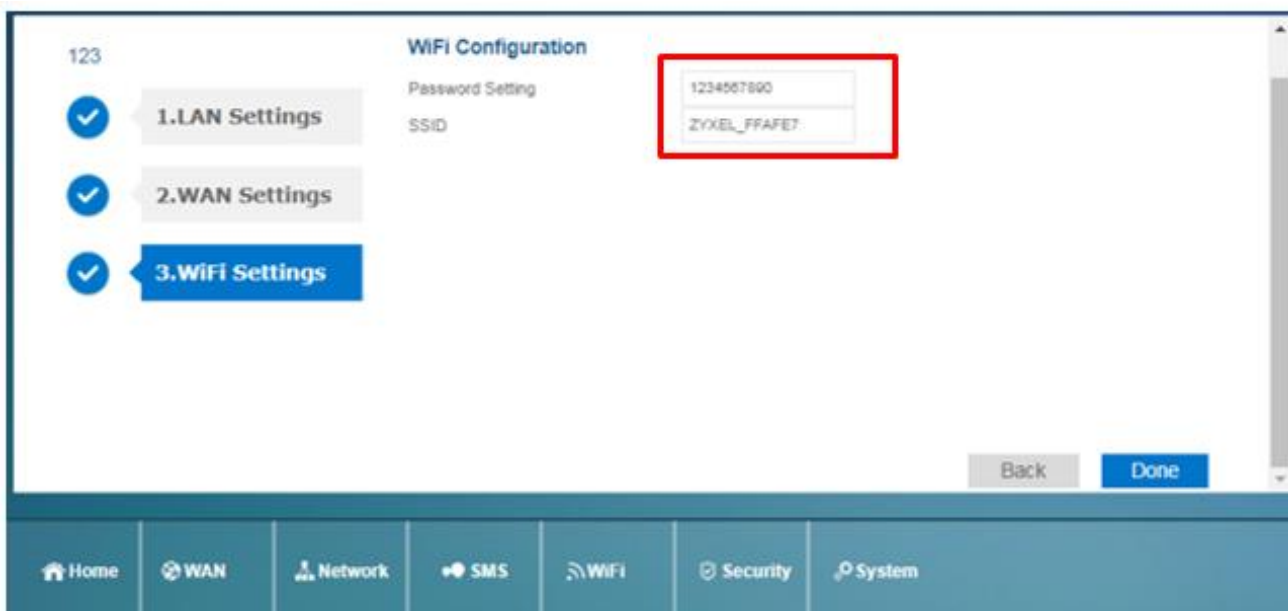 123
1.LAN Settings
2.WAN Settings
3.WiFi Settings
WiFi Configuration
Password Setting 1234567890
SSID ZYXEL_FFAFE7
Back Done
Home WAN Network SMS WiFi Security System